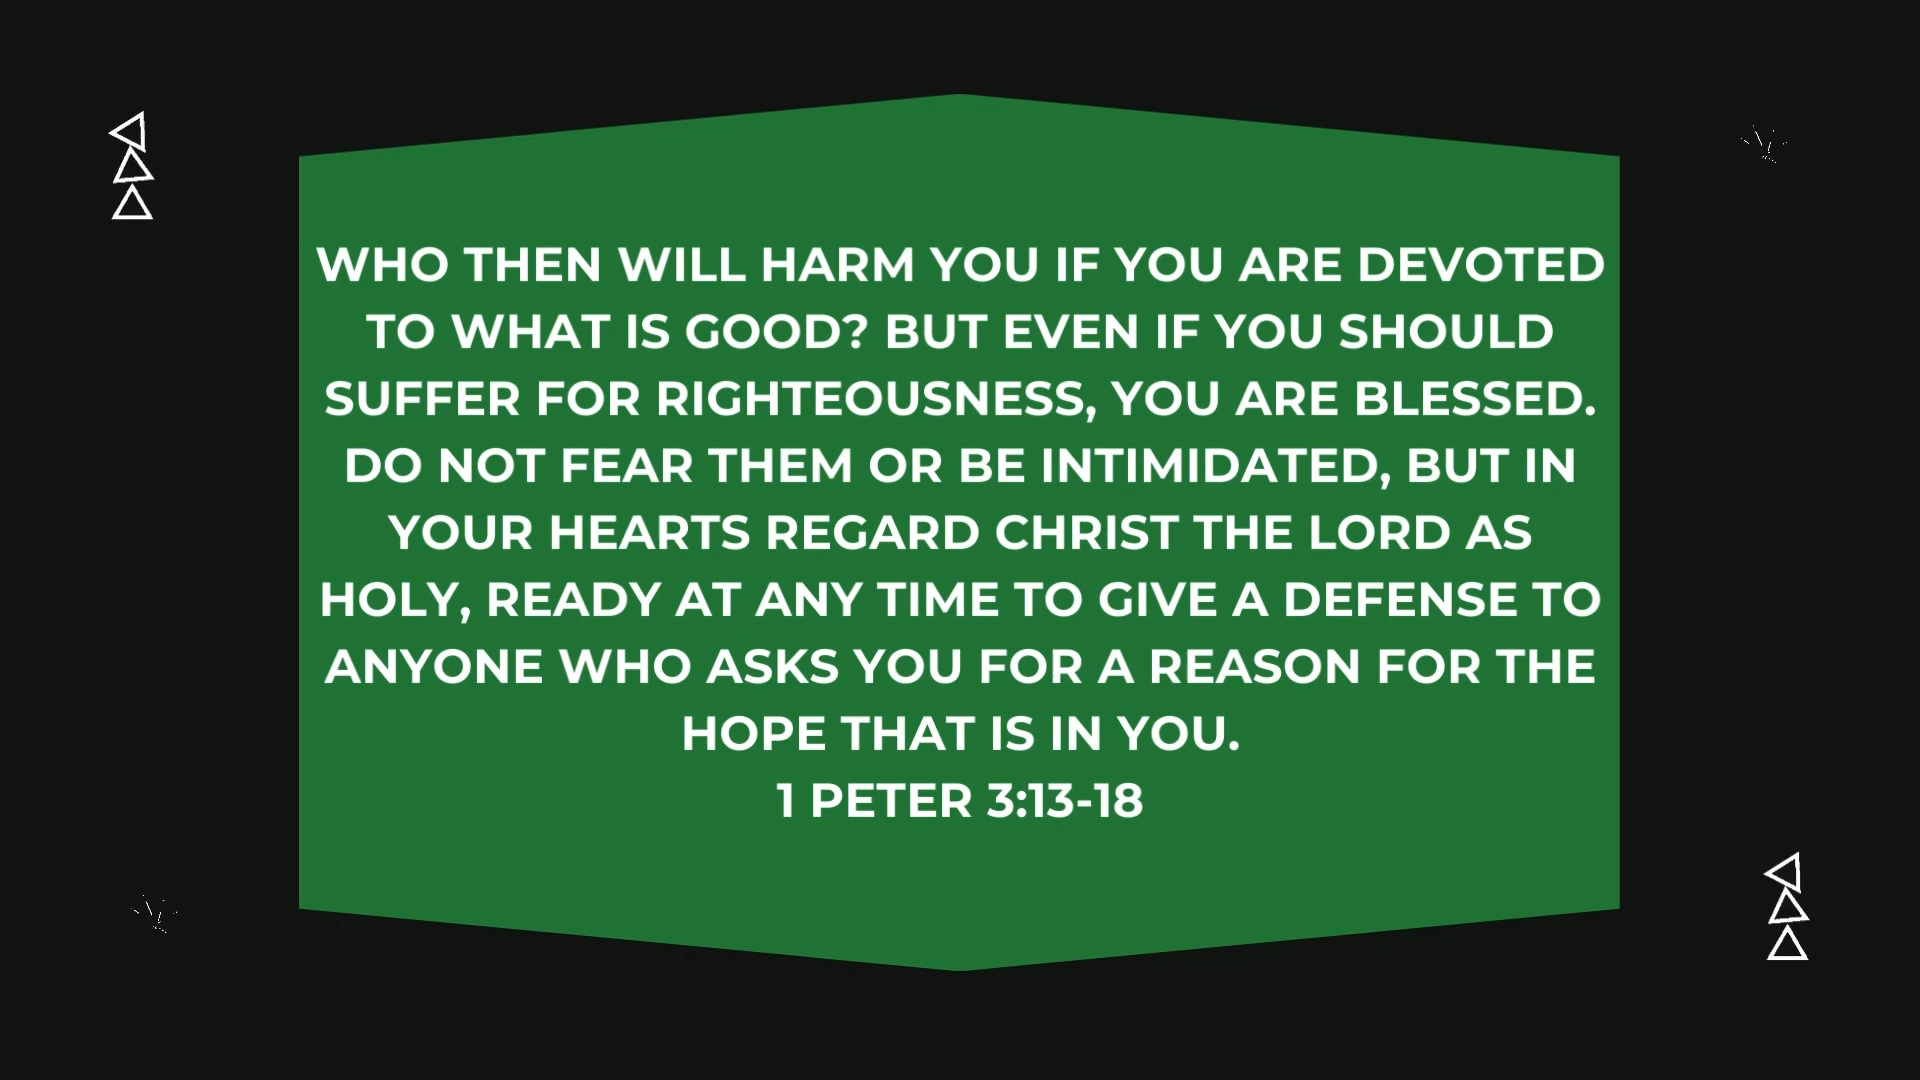 WHO THEN WILL HARM YOU IF YOU ARE DEVOTED
TO WHAT IS GOOD? BUT EVEN IF YOU SHOULD
SUFFER FOR RIGHTEOUSNESS, YOU ARE BLESSED.
DO NOT FEAR THEM OR BE INTIMIDATED, BUT IN
YOUR HEARTS REGARD CHRIST THE LORD AS
HOLY, READY AT ANY TIME TO GIVE A DEFENSE TO
ANYONE WHO ASKS YOU FOR A REASON FOR THE
HOPE THAT IS IN YOU.
1 PETER 3:13-18